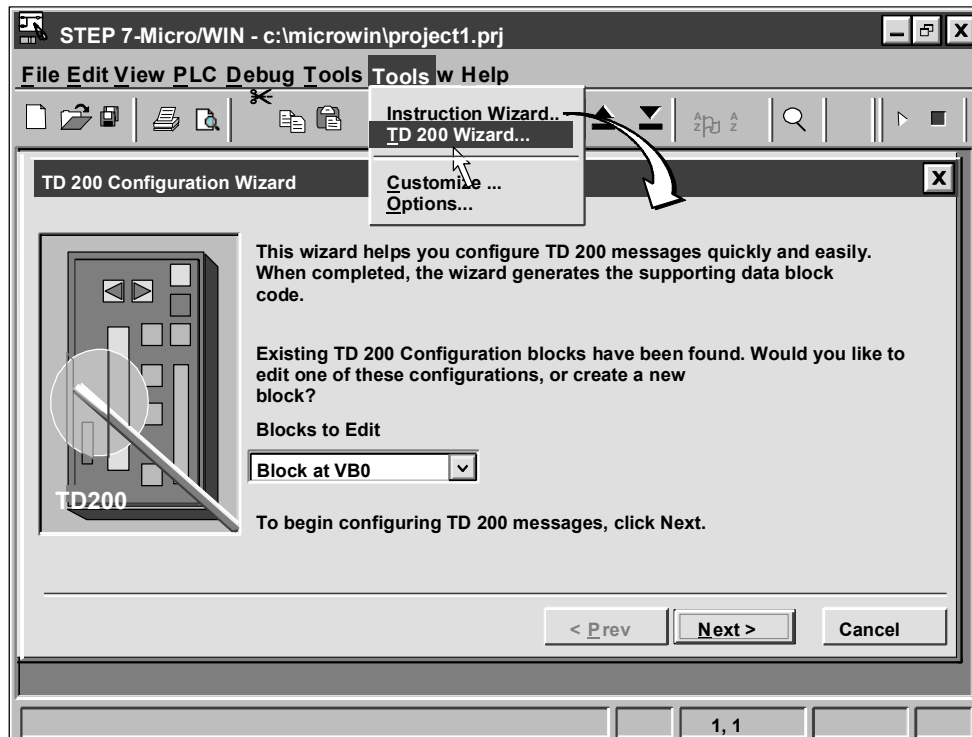 STEP 7-Micro/WIN - c:\microwin\project1.prj
File Edit View PLC Debug Tools Tools w Help
Instruction Wizard..
TD 200 Wizard...
Customize ...
Options...
A Z A Z
TD 200 Configuration Wizard
This wizard helps you configure TD 200 messages quickly and easily.
When completed, the wizard generates the supporting data block
code.
Existing TD 200 Configuration blocks have been found. Would you like to
edit one of these configurations, or create a new
block?
Blocks to Edit
Block at VB0
TD200
To begin configuring TD 200 messages, click Next.
< Prev
Next >
Cancel
1, 1